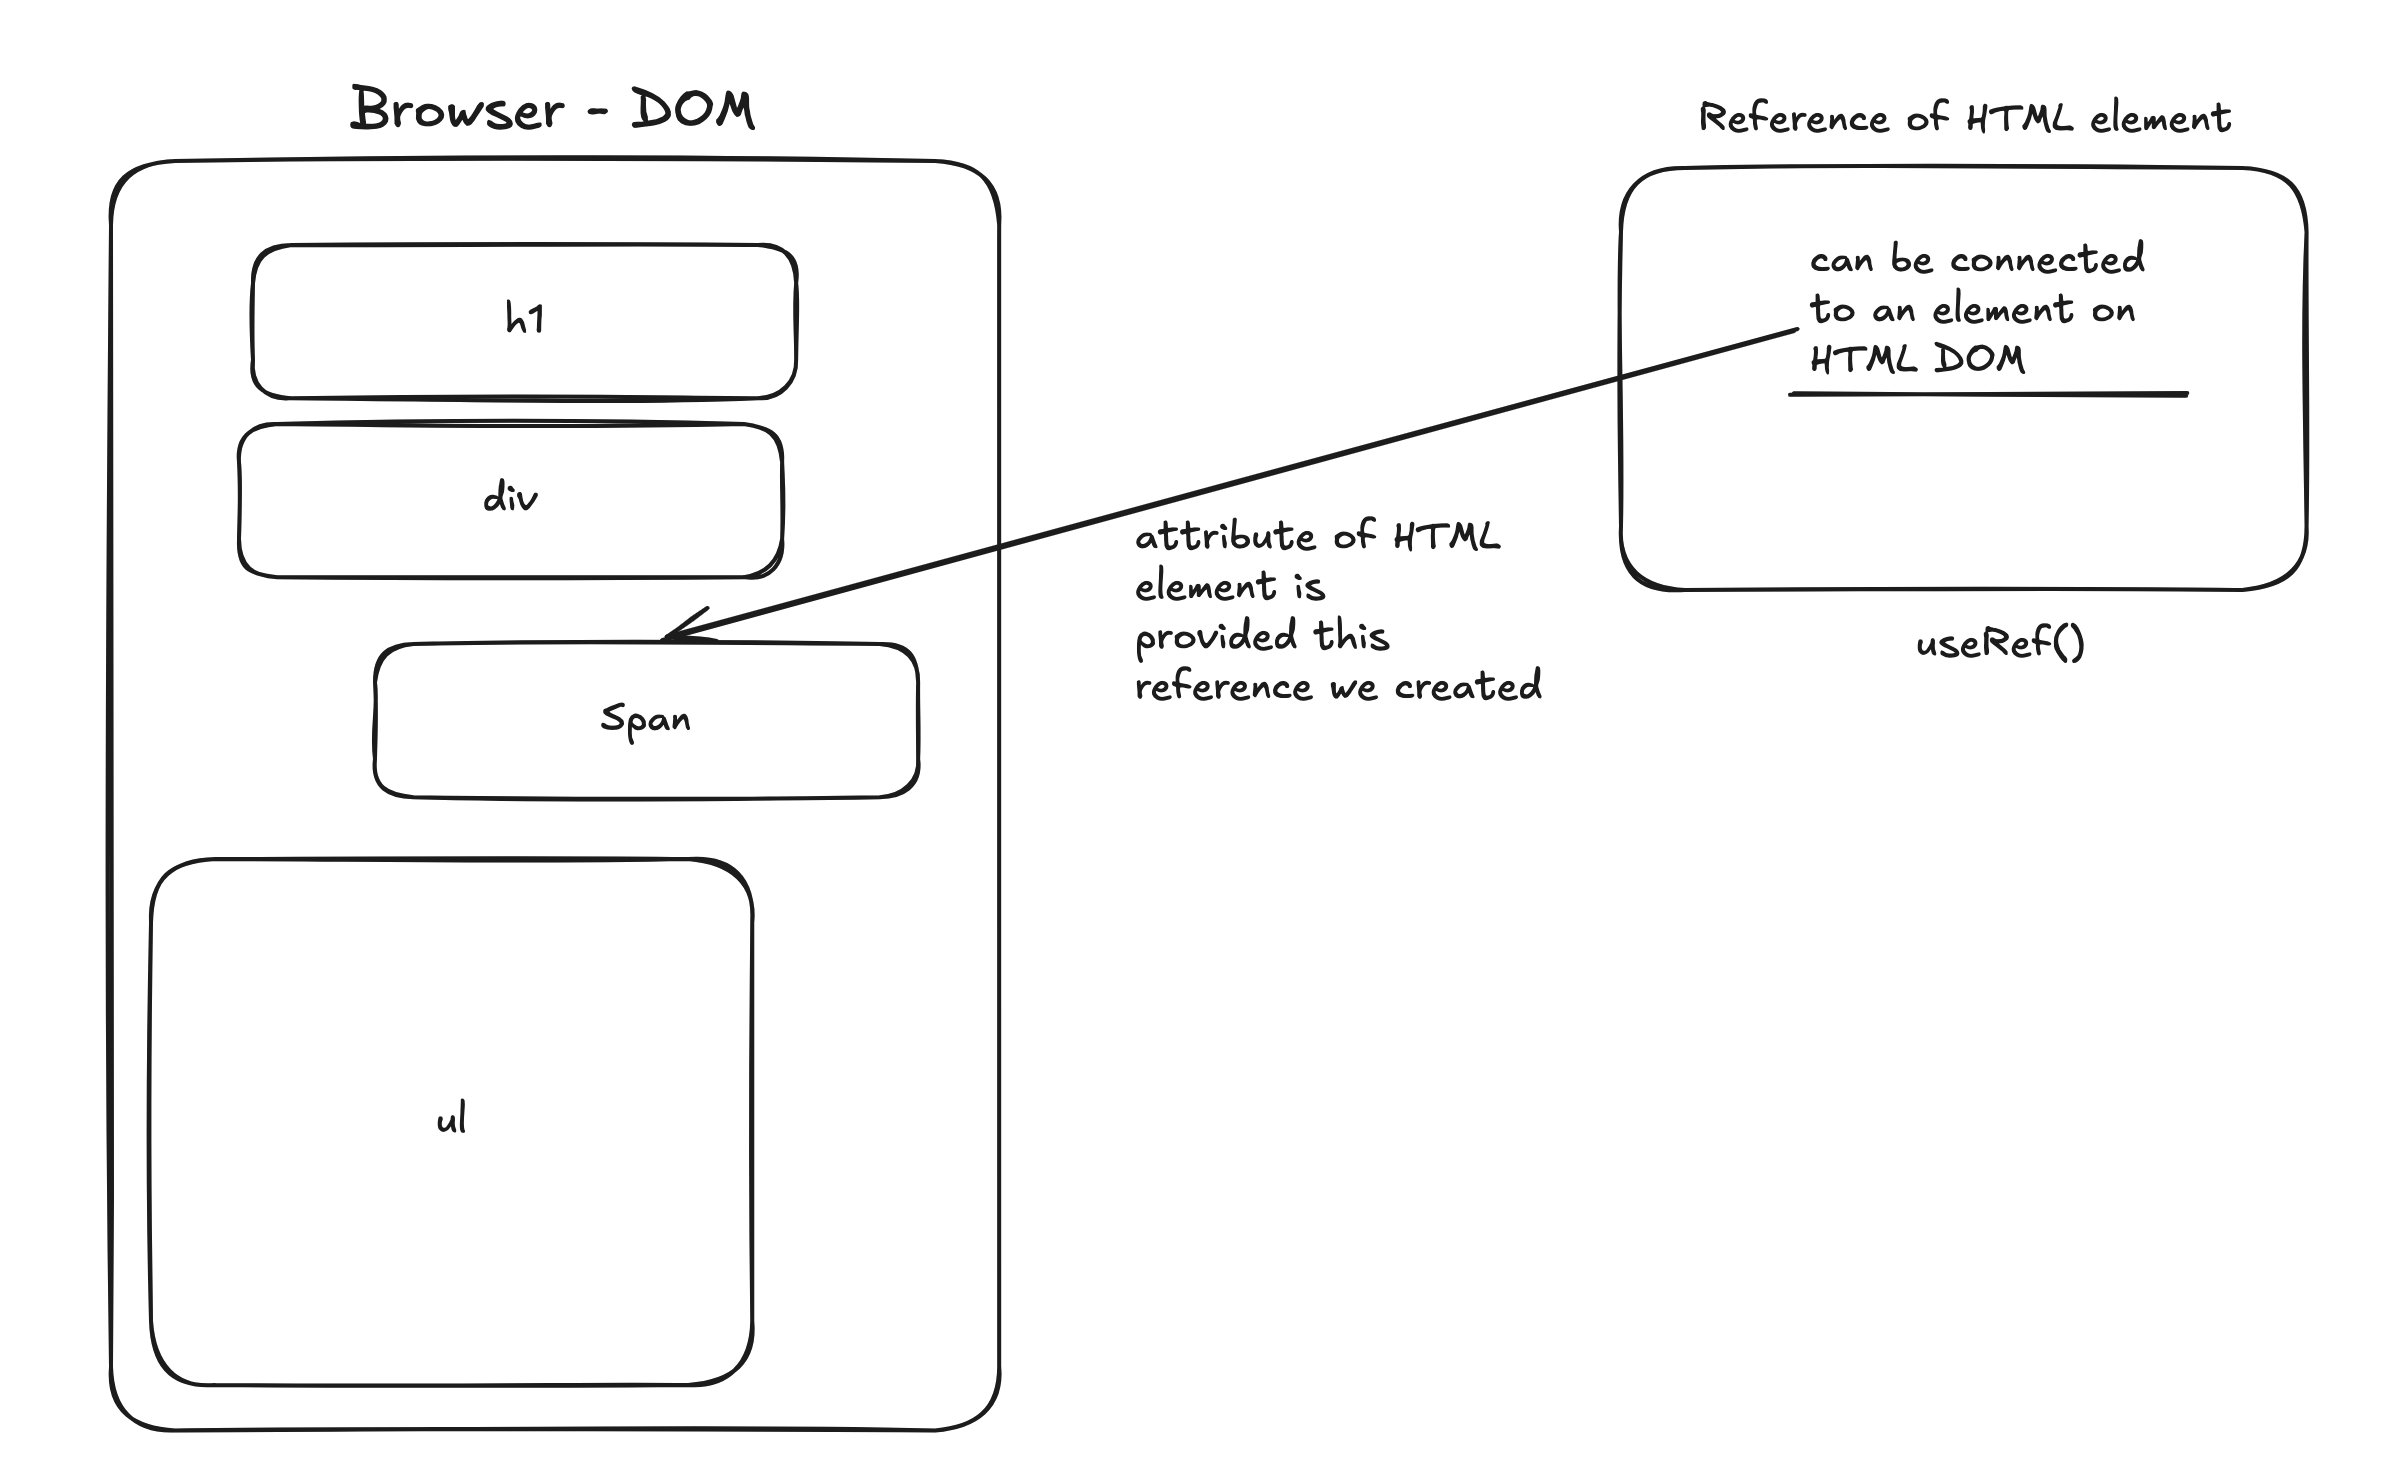 Browser - DOM
h1
div
span
ul
Reference of HTML element
can be connected
to an element on
HTML DOM
useRef()
attribute of HTML
element is
provided this
reference we created